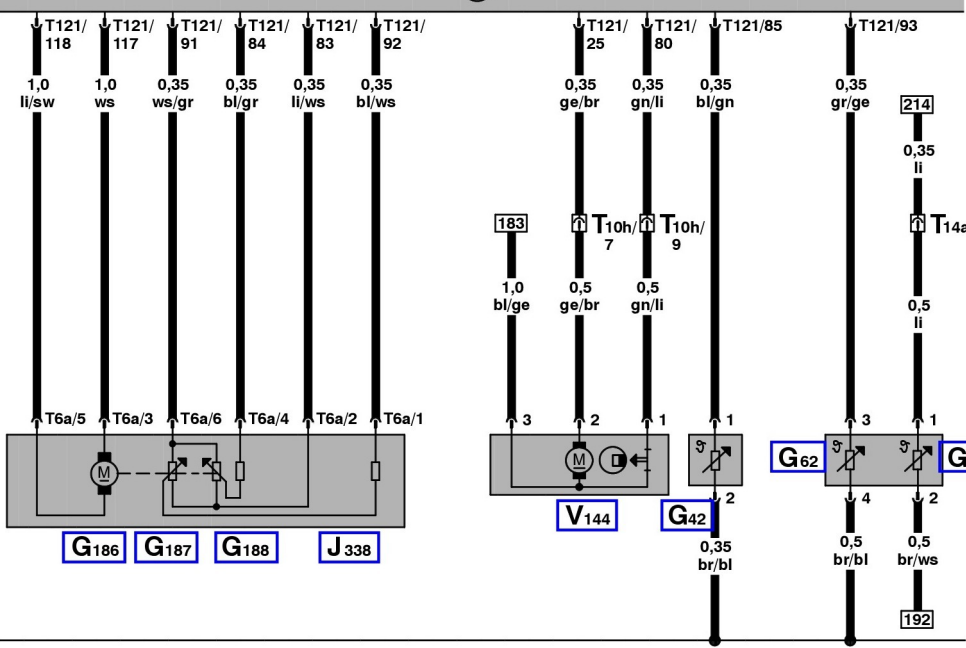 T121/ T121/ T121/ T121/ T121/ T121/ T121/ T121/ T121/85 T121/93
118 117 91 84 83 92 25 80
1,0 1,0 0,35 0,35 0,35 0,35 0,35 0,35 0,35 0,35
li/sw ws ws/gr bl/gr li/ws bl/ws ge/br gn/li bl/gn gr/ge
214
0,35
li
183 T10h/ T10h/ T14a
7 9
1,0 0,5 0,5
bl/ge ge/br gn/li
0,5
li
T6a/5 T6a/3 T6a/6 T6a/4 T6a/2 T6a/1 3 2 1 1 3 1
M M ϑ ϑ ϑ
G62 G
2 4 2
G186 G187 G188 J338 V144 G42
0,35 0,5 0,5
br/bl br/bl br/ws
192